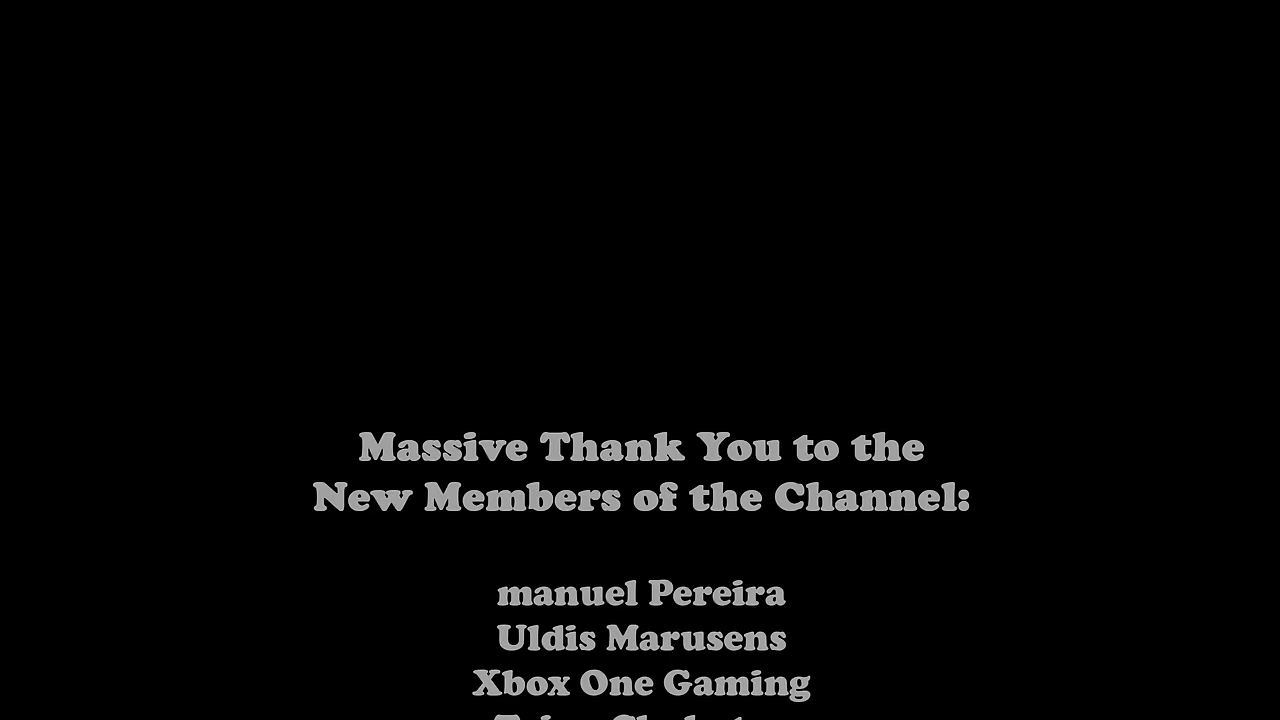 Massive Thank You to the
New Members of the Channel:
manuel Pereira
Uldis Marusens
Xbox One Gaming